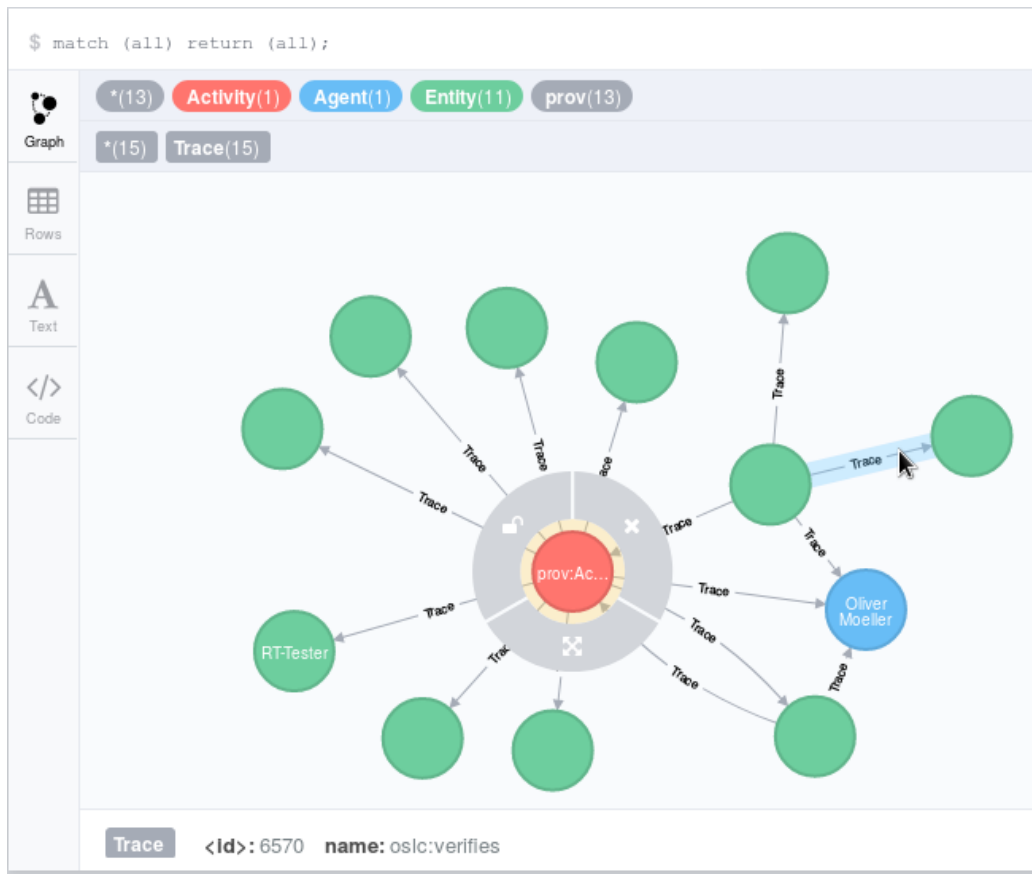 $ match (all) return (all);
*(13) Activity(1) Agent(1) Entity(11) prov(13)
Graph
*(15) Trace(15)
Rows
Text
Code
Trace
Trace
Trace
Trace
ace
Trace
Trace
prov:Ac...
Trace
Oliver
Moeller
Trace
Trace
RT-Tester
Trac
Trace
Trace
Trace
Trace <id>: 6570 name: oslc:verifies